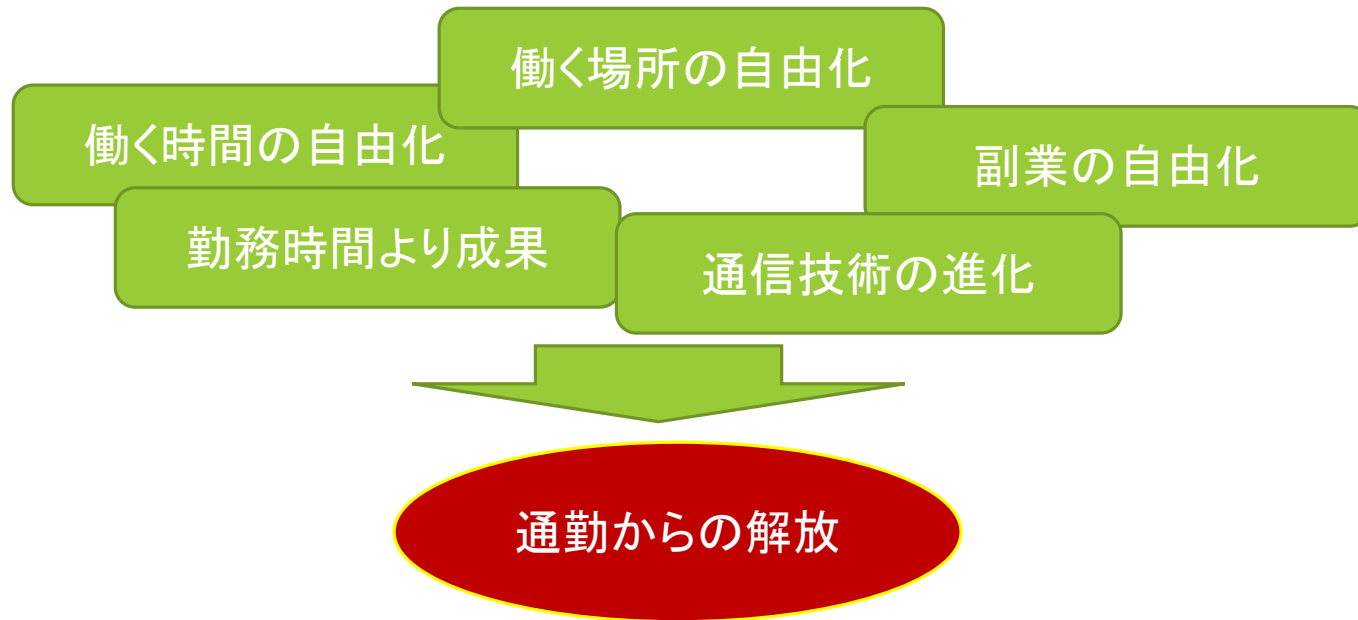 働く場所の自由化
働く時間の自由化
副業の自由化
勤務時間より成果
通信技術の進化
通勤からの解放